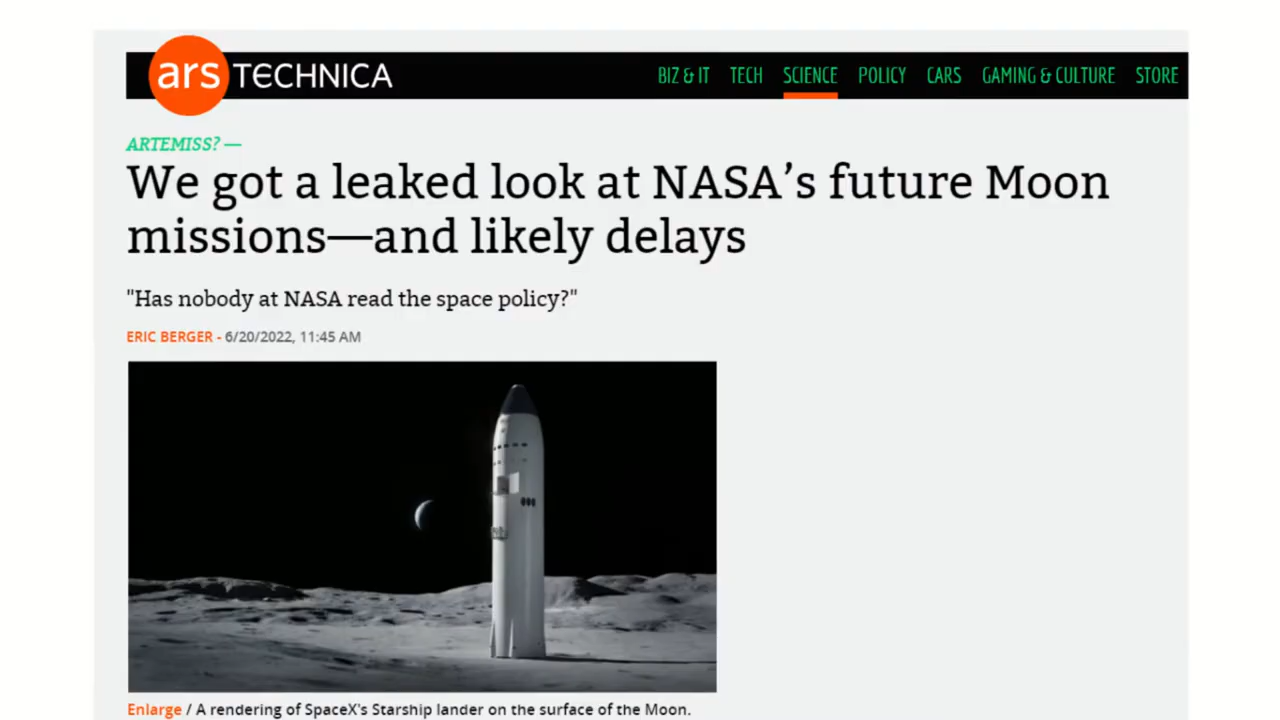 ars TECHNICA
BIZ & IT TECH SCIENCE POLICY CARS GAMING & CULTURE STORE
ARTEMISS? —
We got a leaked look at NASA’s future Moon
missions—and likely delays
"Has nobody at NASA read the space policy?"
ERIC BERGER - 6/20/2022, 11:45 AM
Enlarge / A rendering of SpaceX's Starship lander on the surface of the Moon.